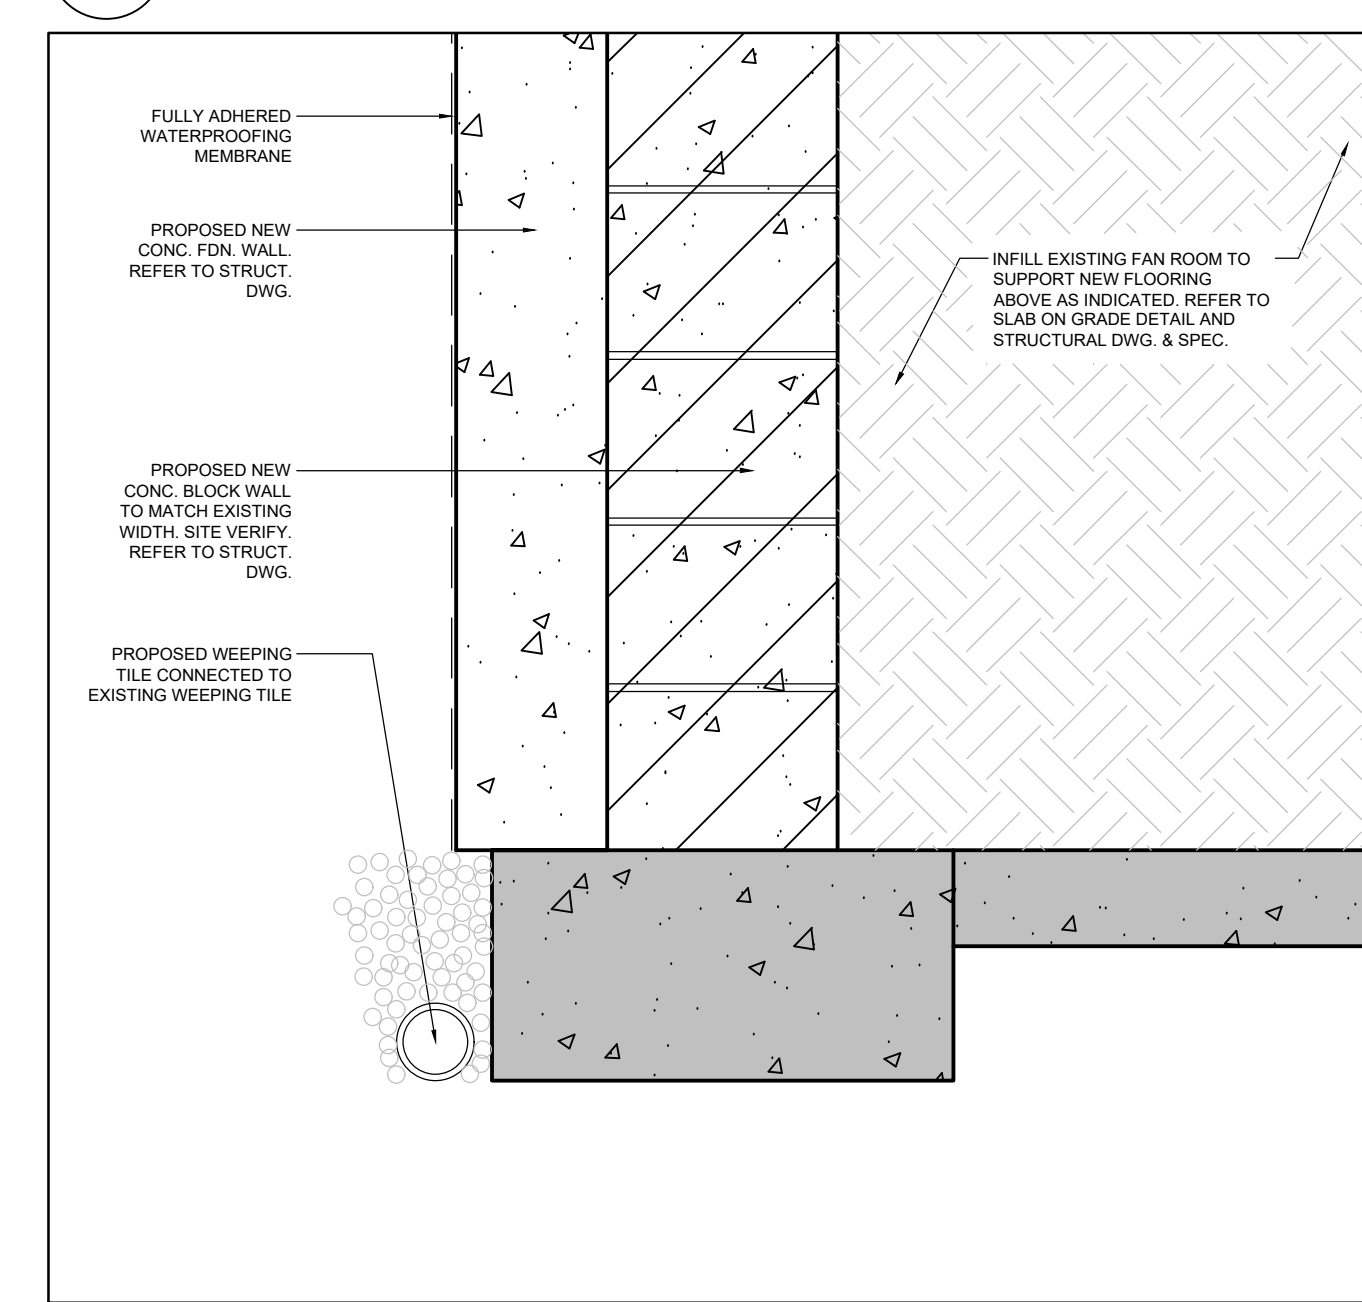 FULLY ADHERED
WATERPROOFING
MEMBRANE
PROPOSED NEW
CONC. FDN. WALL.
REFER TO STRUCT.
DWG.
INFILL EXISTING FAN ROOM TO
SUPPORT NEW FLOORING
ABOVE AS INDICATED. REFER TO
SLAB ON GRADE DETAIL AND
STRUCTURAL DWG. & SPEC.
PROPOSED NEW
CONC. BLOCK WALL
TO MATCH EXISTING
WIDTH. SITE VERIFY.
REFER TO STRUCT.
DWG.
PROPOSED WEEPING
TILE CONNECTED TO
EXISTING WEEPING TILE